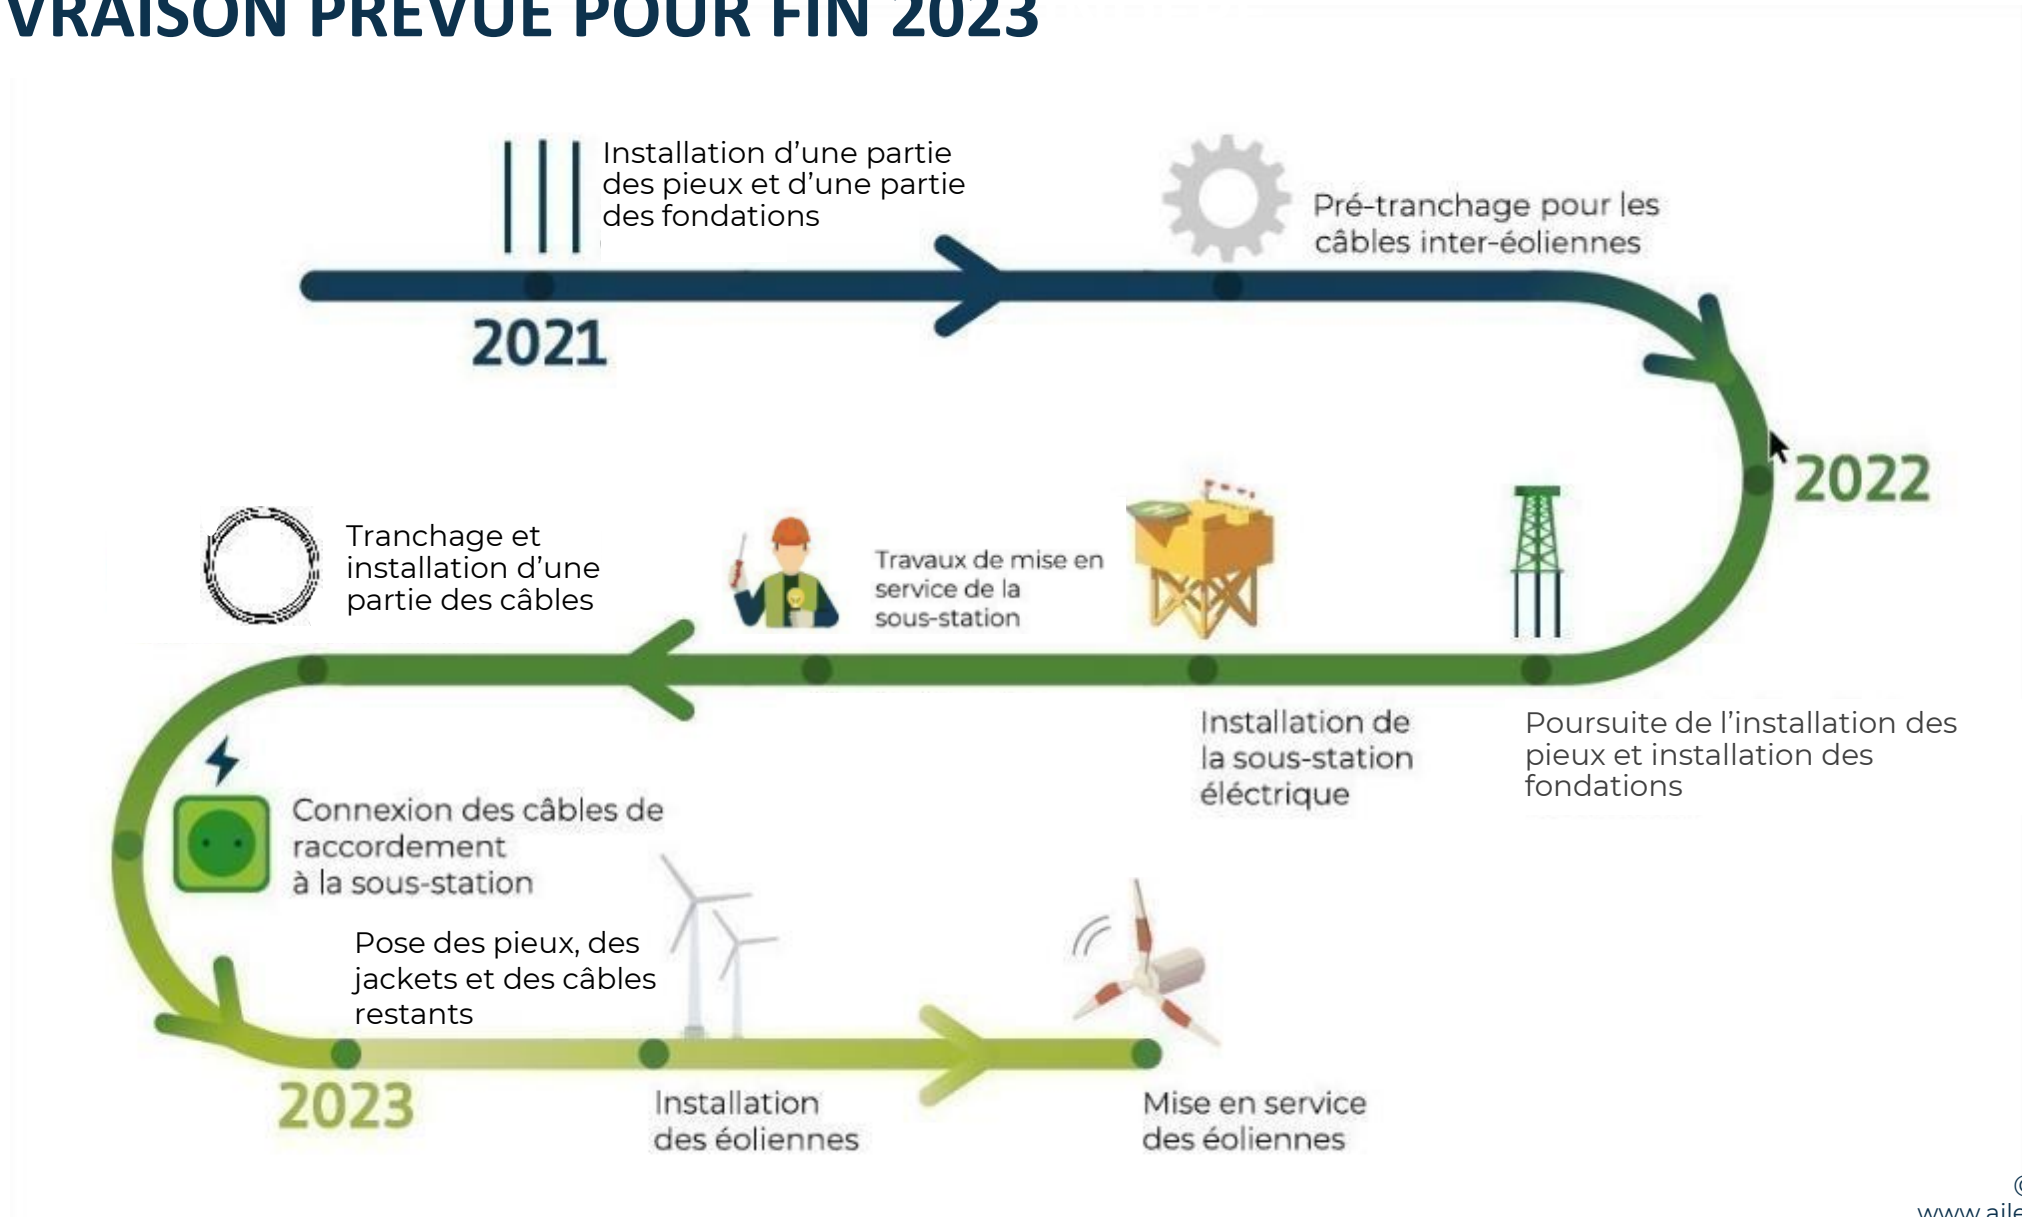 VRAISON PRÉVUE POUR FIN 2023
Installation d’une partie
des pieux et d’une partie
des fondations
Pré-tranchage pour les
câbles inter-éoliennes
2021
2022
Tranchage et
installation d’une
partie des câbles
Travaux de mise en
service de la
sous-station
Installation de
la sous-station
éléctrique
Poursuite de l’installation des
pieux et installation des
fondations
Connexion des câbles de
raccordement
à la sous-station
Pose des pieux, des
jackets et des câbles
restants
2023
Installation
des éoliennes
Mise en service
des éoliennes
©
www.aile